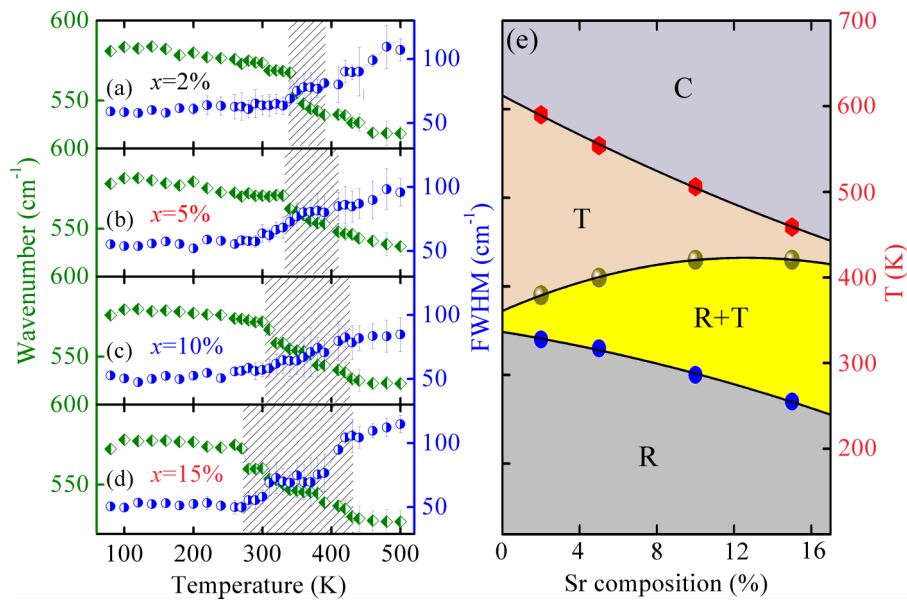 600
550
600
550
600
550
600
550
Wavenumber (cm⁻¹)
(a) x=2%
(b) x=5%
(c) x=10%
(d) x=15%
100
50
100
50
100
50
100
50
FWHM (cm⁻¹)
100 200 300 400 500
Temperature (K)
(e)
C
T
R+T
R
700
600
500
400
300
200
T (K)
0 4 8 12 16
Sr composition (%)